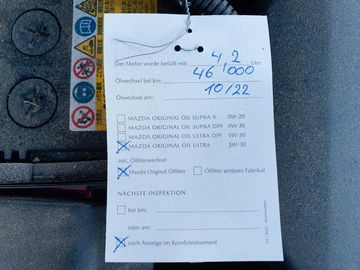 Der Motor wurde befüllt mit: 4,2 Liter
Ölwechsel bei km: 46 000
Ölwechsel am: 10/22
MAZDA ORIGINAL OIL SUPRA-X 0W-20
MAZDA ORIGINAL OIL SUPRA DPF 0W-30
MAZDA ORIGINAL OIL ULTRA DPF 5W-30
MAZDA ORIGINAL OIL ULTRA 5W-30
inkl. Ölfilterwechsel
Mazda Original Ölfilter Ölfilter anderes Fabrikat
NÄCHSTE INSPEKTION
bei km:
oder am:
nach Anzeige im Kombiinstrument